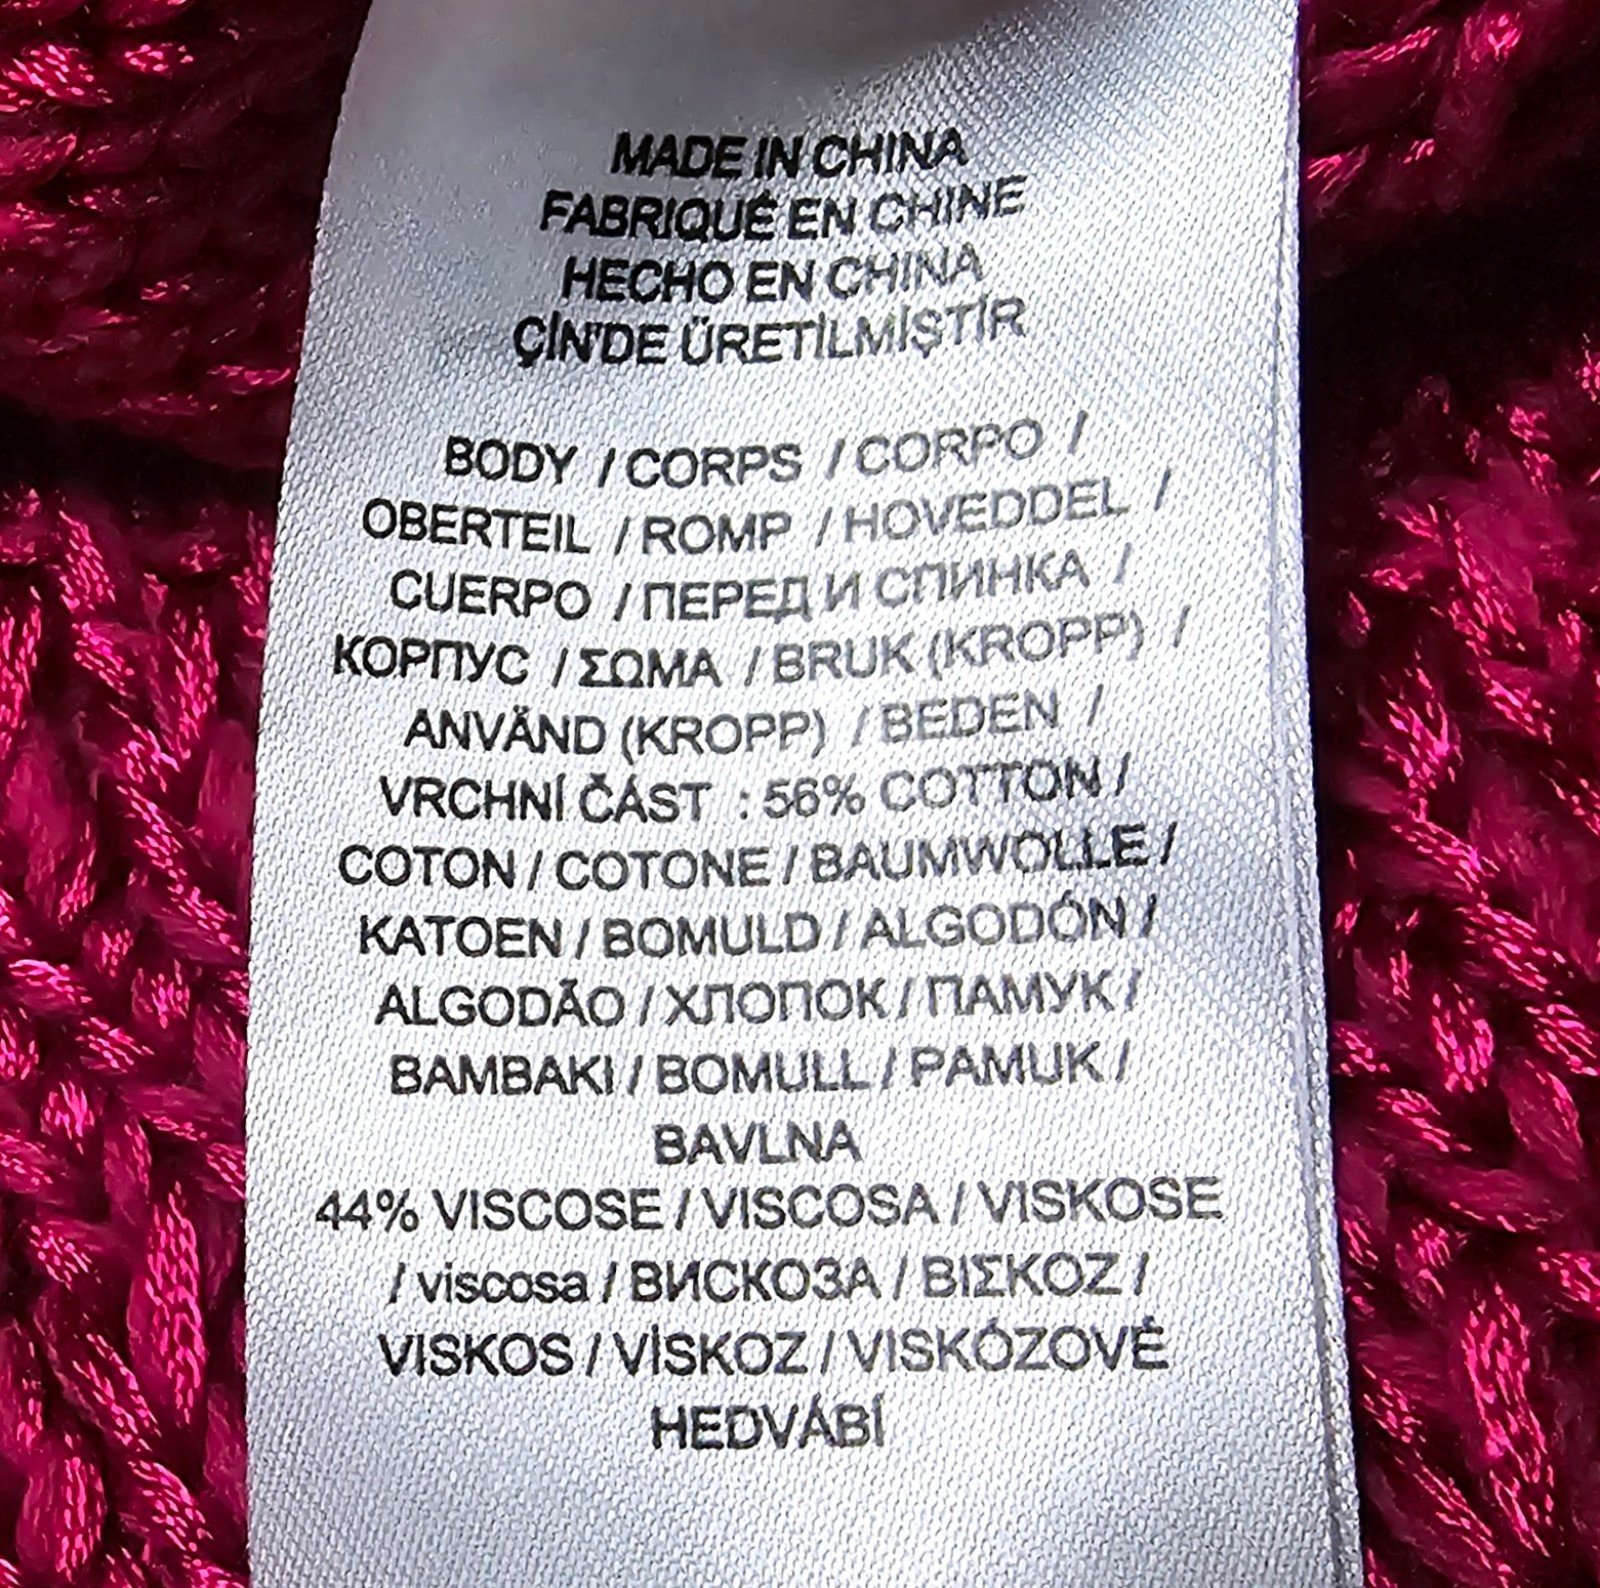 MADE IN CHINA
FABRIQUÉ EN CHINE
HECHO EN CHINA
ÇİN'DE ÜRETİLMİŞTİR
BODY / CORPS / CORPO /
OBERTEIL / ROMP / HOVEDDEL /
CUERPO / ПЕРЕД И СПИНКА /
КОРПУС / ΣΩΜΑ / BRUK (KROPP) /
ANVÄND (KROPP) / BEDEN /
VRCHNÍ ČÁST : 56% COTTON /
COTON / COTONE / BAUMWOLLE /
KATOEN / BOMULD / ALGODÓN /
ALGODÃO / ХЛОПОК / ПАМУК /
BAMBAKI / BOMULL / PAMUK /
BAVLNA
44% VISCOSE / VISCOSA / VISKOSE
/ viscosa / ВИСКОЗА / ΒΙΣΚΟΖ /
VISKOS / VİSKOZ / VISKÓZOVÉ
HEDVÁBÍ